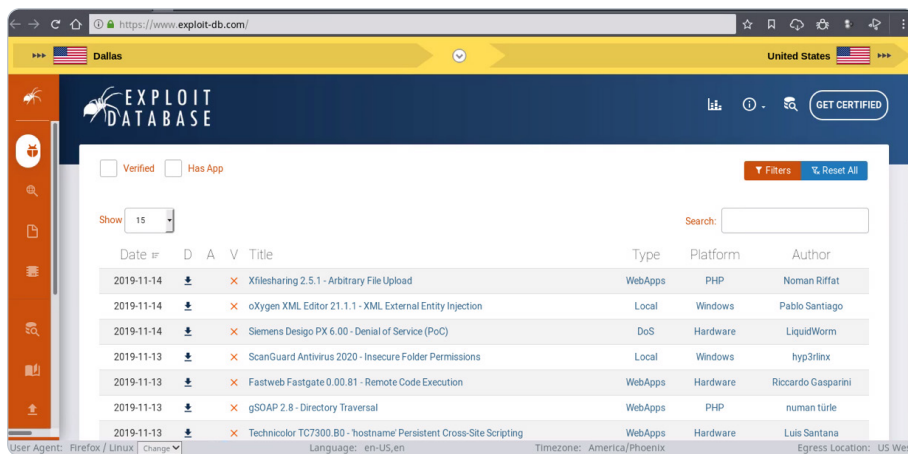 https://www.exploit-db.com/
Dallas
United States
EXPLOIT
DATABASE
GET CERTIFIED
Verified
Has App
Filters
Reset All
Show 15
Search:
Date D A V Title Type Platform Author
2019-11-14 Xfilesharing 2.5.1 - Arbitrary File Upload WebApps PHP Noman Riffat
2019-11-14 oXygen XML Editor 21.1.1 - XML External Entity Injection Local Windows Pablo Santiago
2019-11-14 Siemens Desigo PX 6.00 - Denial of Service (PoC) DoS Hardware LiquidWorm
2019-11-13 ScanGuard Antivirus 2020 - Insecure Folder Permissions Local Windows hyp3rlinx
2019-11-13 Fastweb Fastgate 0.00.81 - Remote Code Execution WebApps Hardware Riccardo Gasparini
2019-11-13 gSOAP 2.8 - Directory Traversal WebApps PHP numan türle
2019-11-13 Technicolor TC7300.B0 - 'hostname' Persistent Cross-Site Scripting WebApps Hardware Luis Santana
User Agent: Firefox / Linux Change Language: en-US,en Timezone: America/Phoenix Egress Location: US Wes